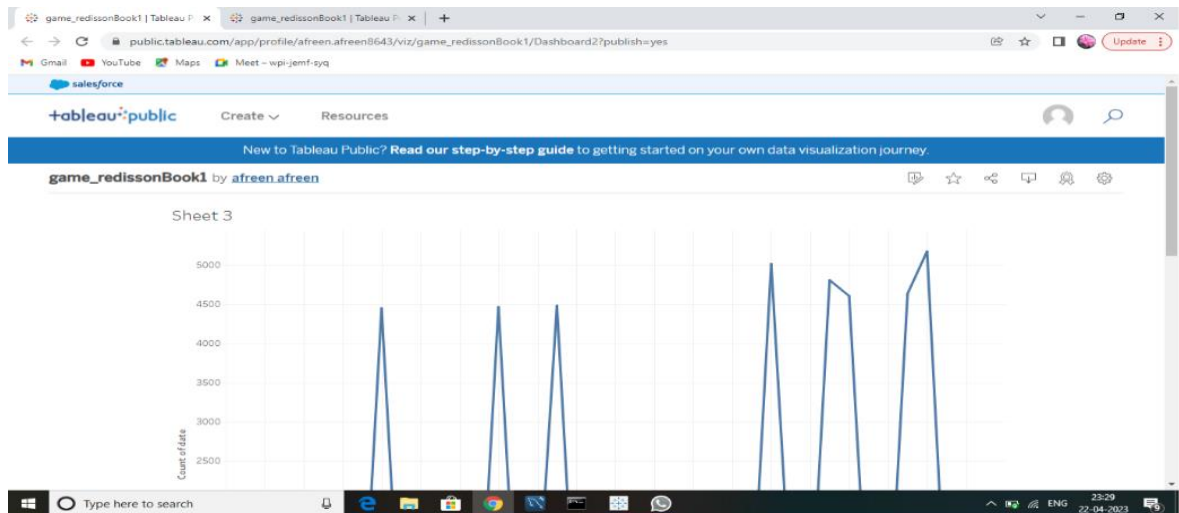 game_redissonBook1 | Tableau P
game_redissonBook1 | Tableau P
public.tableau.com/app/profile/afreen.afreen8643/viz/game_redissonBook1/Dashboard2?publish=yes
Update
Gmail YouTube Maps Meet – wpi-jemf-syq
salesforce
+ableau public Create Resources
New to Tableau Public? Read our step-by-step guide to getting started on your own data visualization journey.
game_redissonBook1 by afreen afreen
Sheet 3
5000
4500
4000
3500
3000
2500
Count of date
Type here to search
ENG
23:29
22-04-2023
9